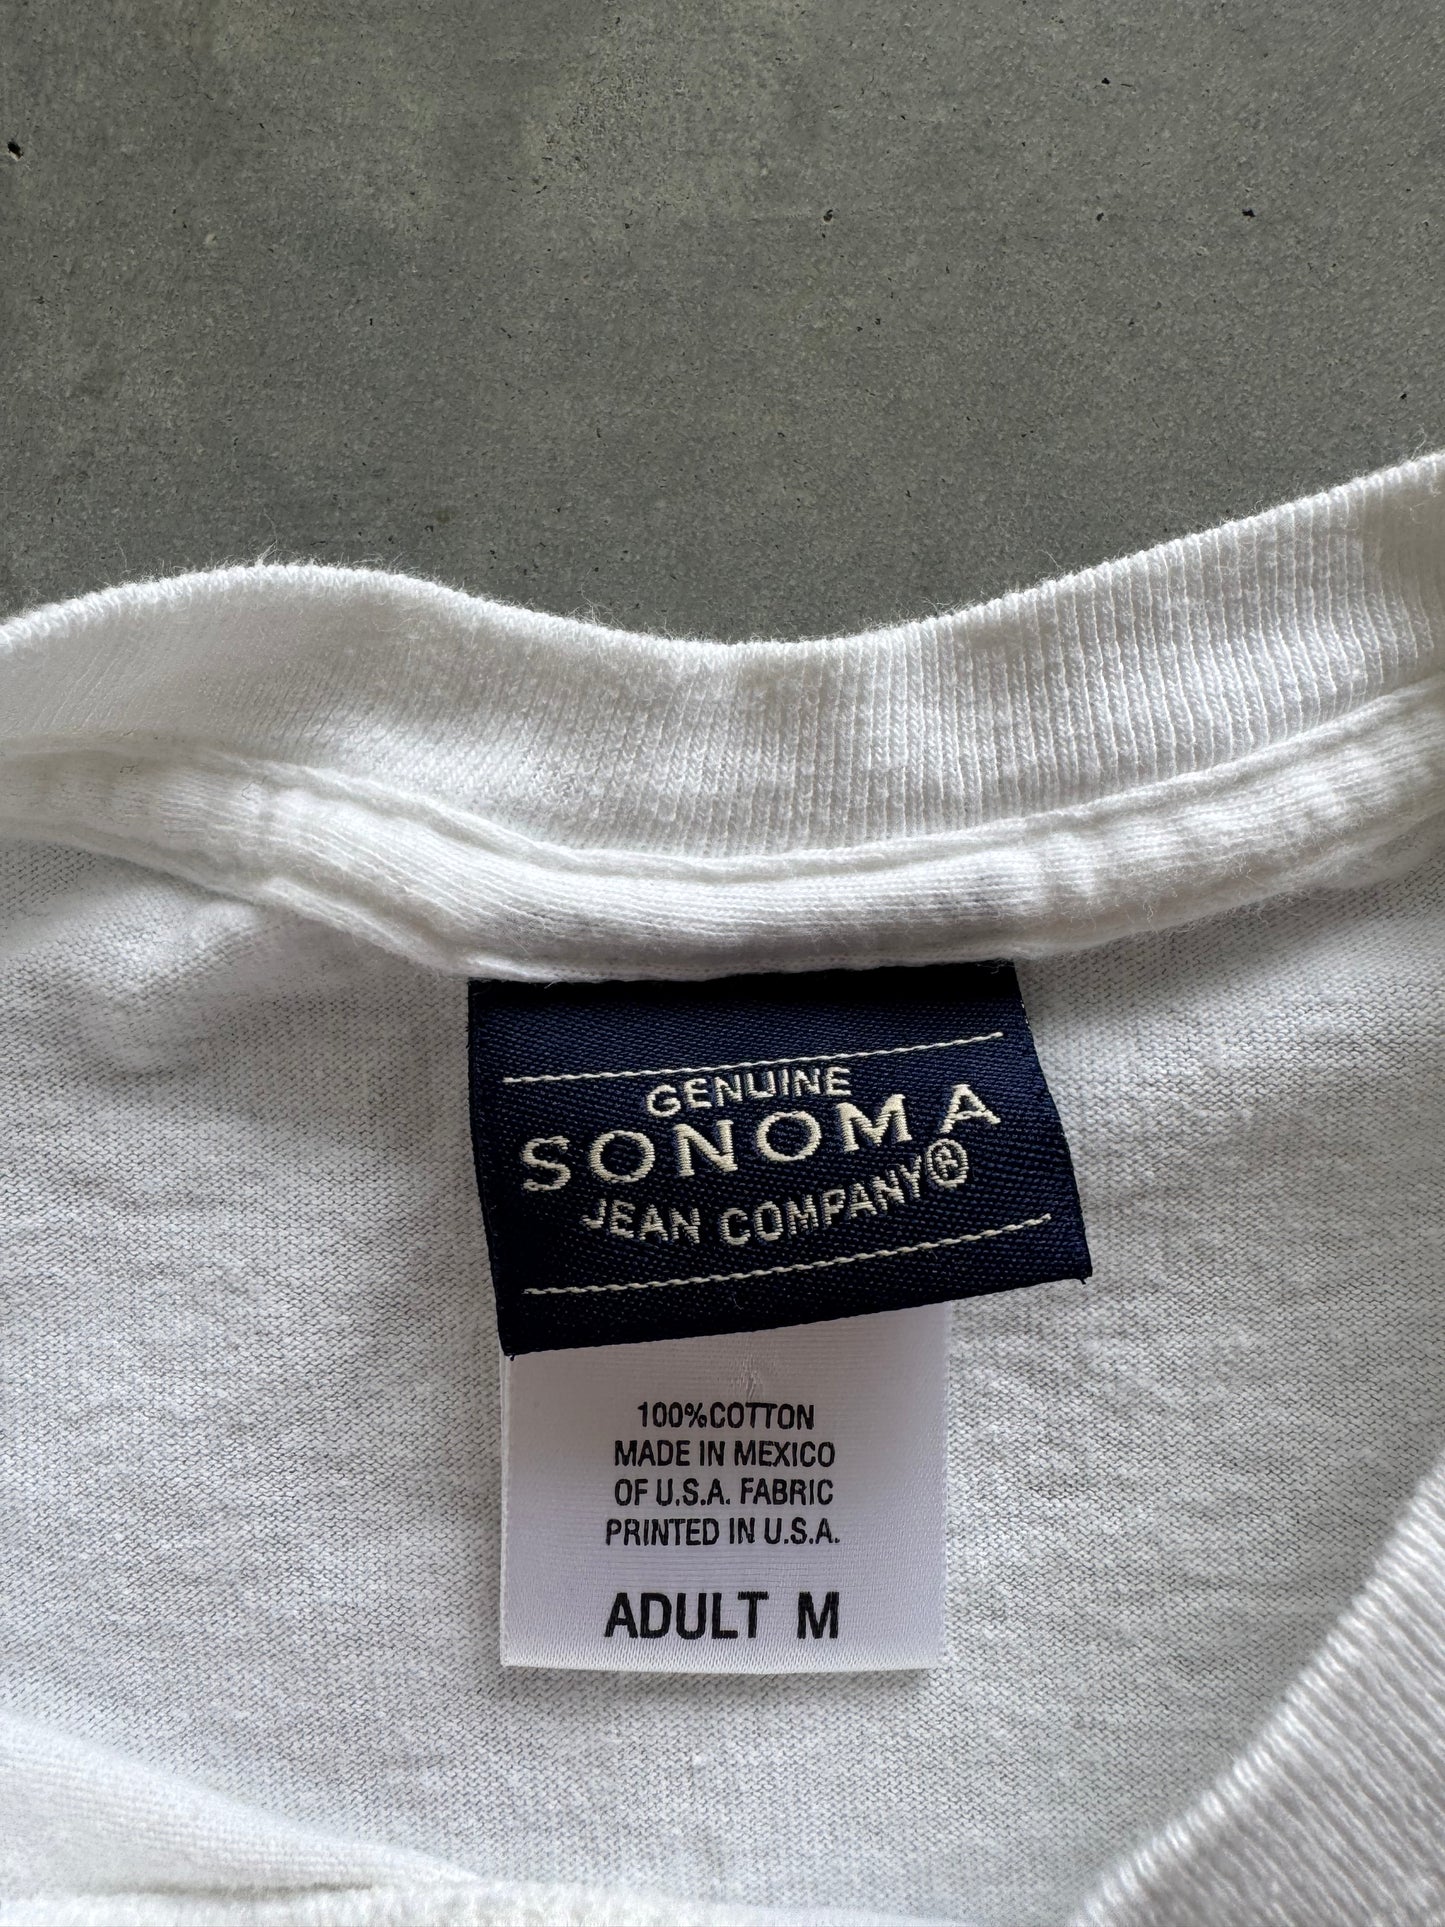 GENUINE
SONOMA
JEAN COMPANY®
100%COTTON
MADE IN MEXICO
OF U.S.A. FABRIC
PRINTED IN U.S.A.
ADULT M